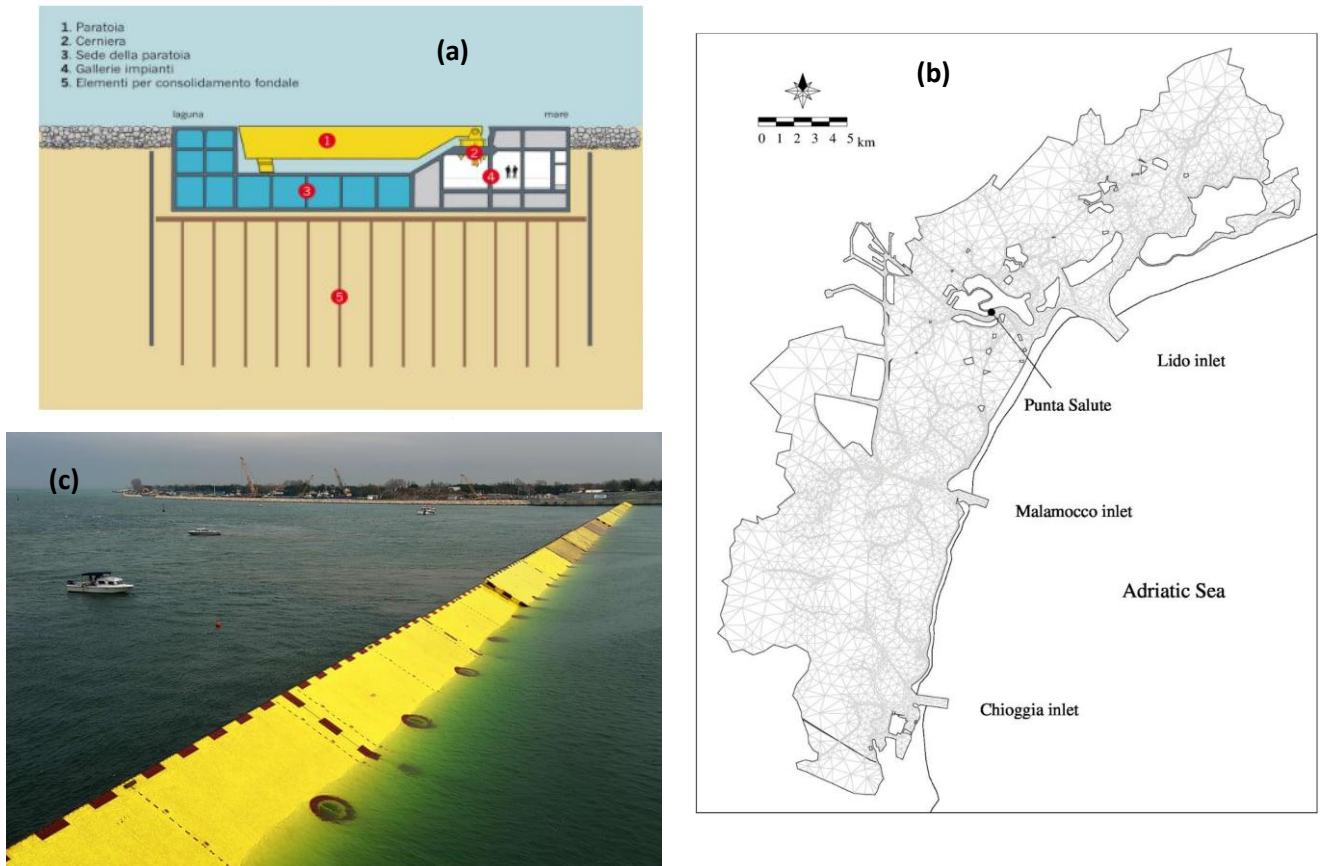 (a)
1. Paratoia
2. Cerniera
3. Sede della paratoia
4. Gallerie impianti
5. Elementi per consolidamento fondale
laguna
mare
1
2
4
3
5
(b)
0 1 2 3 4 5 km
Lido inlet
Punta Salute
Malamocco inlet
Adriatic Sea
Chioggia inlet
(c)